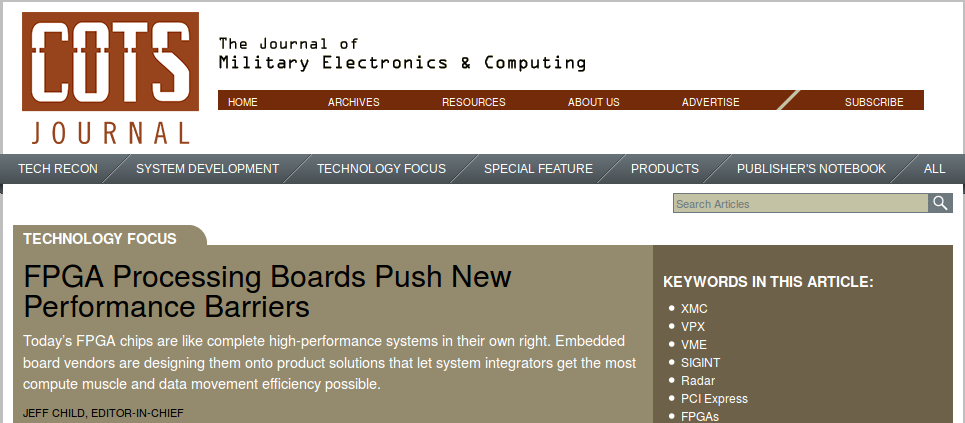 COTS
JOURNAL
The Journal of
Military Electronics & Computing
HOME ARCHIVES RESOURCES ABOUT US ADVERTISE SUBSCRIBE
TECH RECON SYSTEM DEVELOPMENT TECHNOLOGY FOCUS SPECIAL FEATURE PRODUCTS PUBLISHER'S NOTEBOOK ALL
Search Articles
TECHNOLOGY FOCUS
FPGA Processing Boards Push New
Performance Barriers
Today's FPGA chips are like complete high-performance systems in their own right. Embedded
board vendors are designing them onto product solutions that let system integrators get the most
compute muscle and data movement efficiency possible.
JEFF CHILD, EDITOR-IN-CHIEF
KEYWORDS IN THIS ARTICLE:
XMC
VPX
VME
SIGINT
Radar
PCI Express
FPGAs